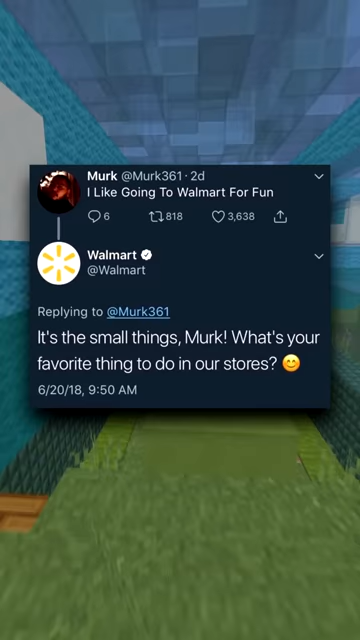 Murk @Murk361 · 2d
I Like Going To Walmart For Fun
6 818 3,638
Walmart
@Walmart
Replying to @Murk361
It's the small things, Murk! What's your
favorite thing to do in our stores? 😊
6/20/18, 9:50 AM